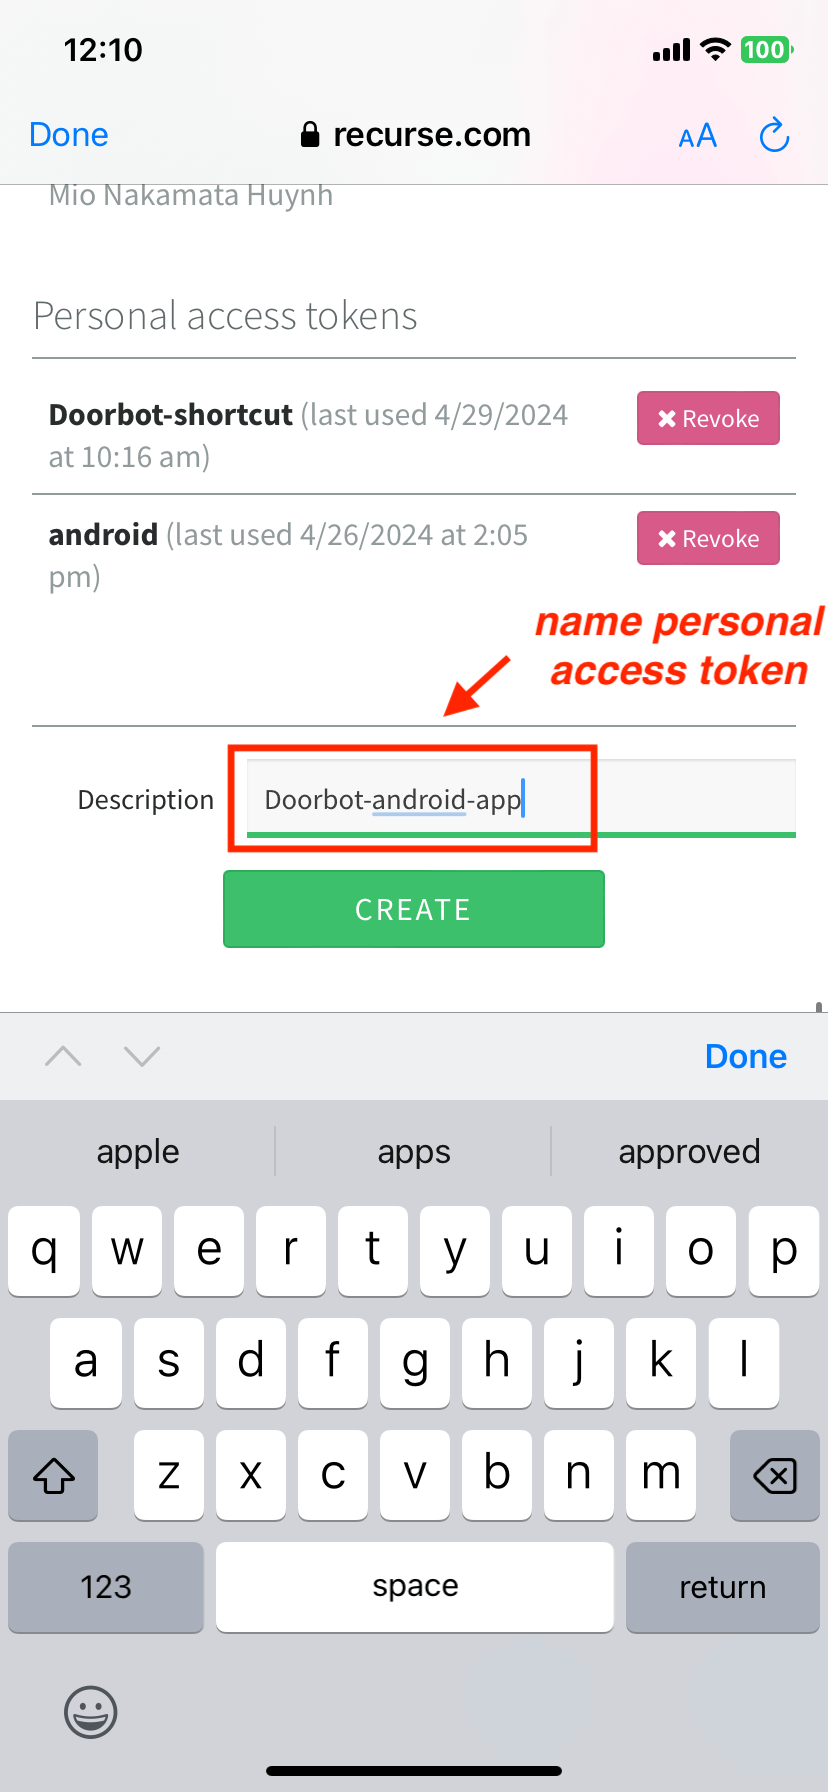 12:10
100
Done
recurse.com
AA
Mio Nakamata Huynh
Personal access tokens
Doorbot-shortcut (last used 4/29/2024
at 10:16 am)
Revoke
android (last used 4/26/2024 at 2:05
pm)
Revoke
name personal
access token
Description
Doorbot-android-app
CREATE
Done
apple apps approved
q w e r t y u i o p
a s d f g h j k l
z x c v b n m
123 space return